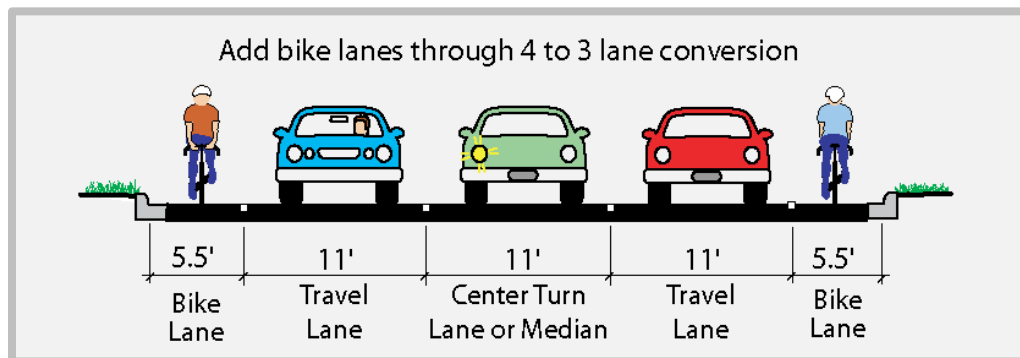 Add bike lanes through 4 to 3 lane conversion
5.5' 11' 11' 11' 5.5'
Bike Lane
Travel Lane
Center Turn Lane or Median
Travel Lane
Bike Lane